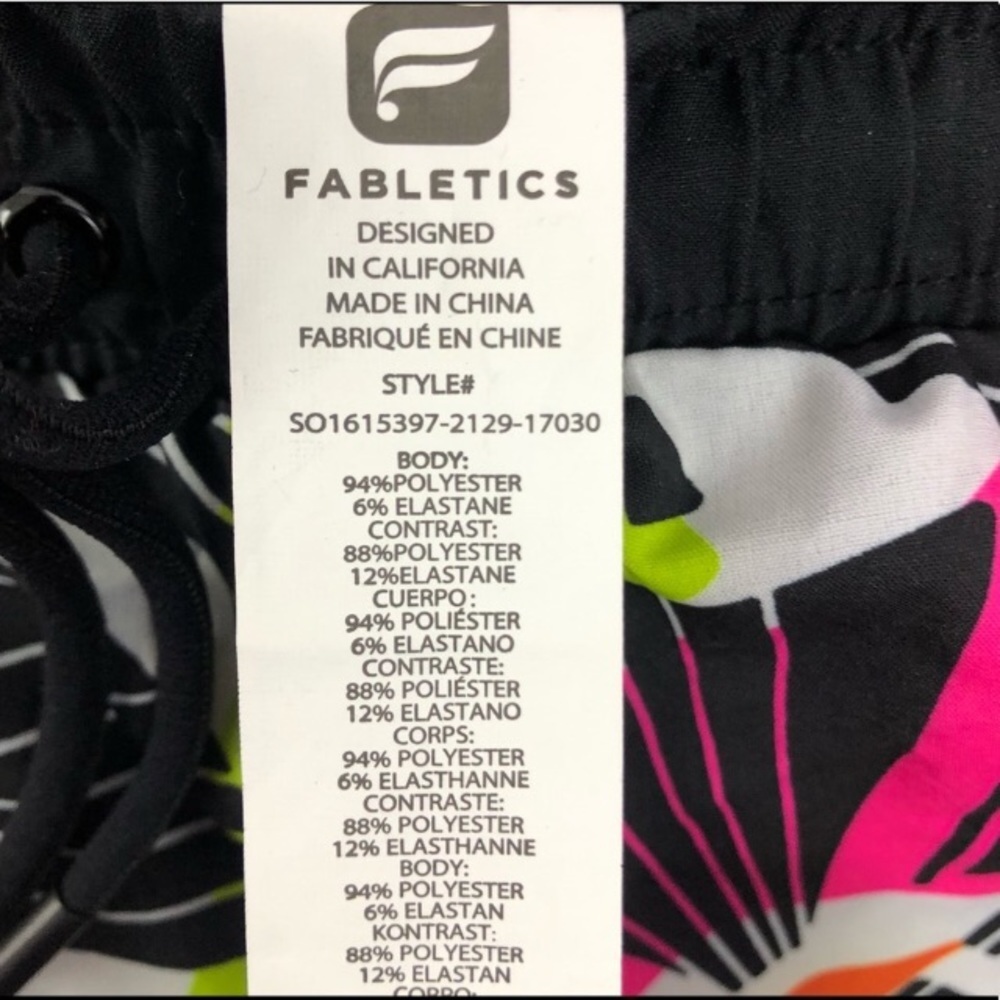 FABLETICS
DESIGNED
IN CALIFORNIA
MADE IN CHINA
FABRIQUÉ EN CHINE
STYLE#
SO1615397-2129-17030
BODY:
94%POLYESTER
6% ELASTANE
CONTRAST:
88%POLYESTER
12%ELASTANE
CUERPO:
94% POLIÉSTER
6% ELASTANO
CONTRASTE:
88% POLIÉSTER
12% ELASTANO
CORPS:
94% POLYESTER
6% ELASTHANNE
CONTRASTE:
88% POLYESTER
12% ELASTHANNE
BODY:
94% POLYESTER
6% ELASTAN
KONTRAST:
88% POLYESTER
12% ELASTAN
CORPO: